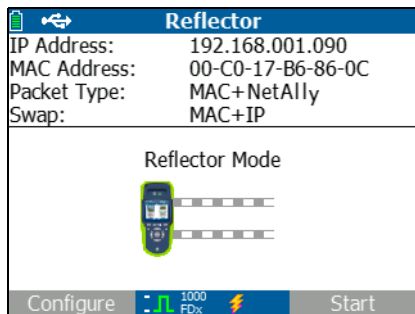 Reflector
IP Address: 192.168.001.090
MAC Address: 00-C0-17-B6-86-0C
Packet Type: MAC+NetAlly
Swap: MAC+IP
Reflector Mode
Configure 1000 FDx Start